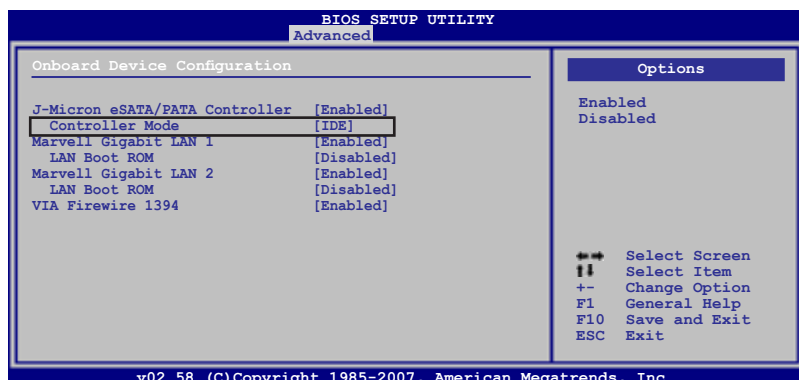 BIOS SETUP UTILITY
Advanced
Onboard Device Configuration
J-Micron eSATA/PATA Controller [Enabled]
Controller Mode [IDE]
Marvell Gigabit LAN 1 [Enabled]
LAN Boot ROM [Disabled]
Marvell Gigabit LAN 2 [Enabled]
LAN Boot ROM [Disabled]
VIA Firewire 1394 [Enabled]
Options
Enabled
Disabled
←→ Select Screen
↑↓ Select Item
+- Change Option
F1 General Help
F10 Save and Exit
ESC Exit
v02.58 (C)Copyright 1985-2007, American Megatrends, Inc.